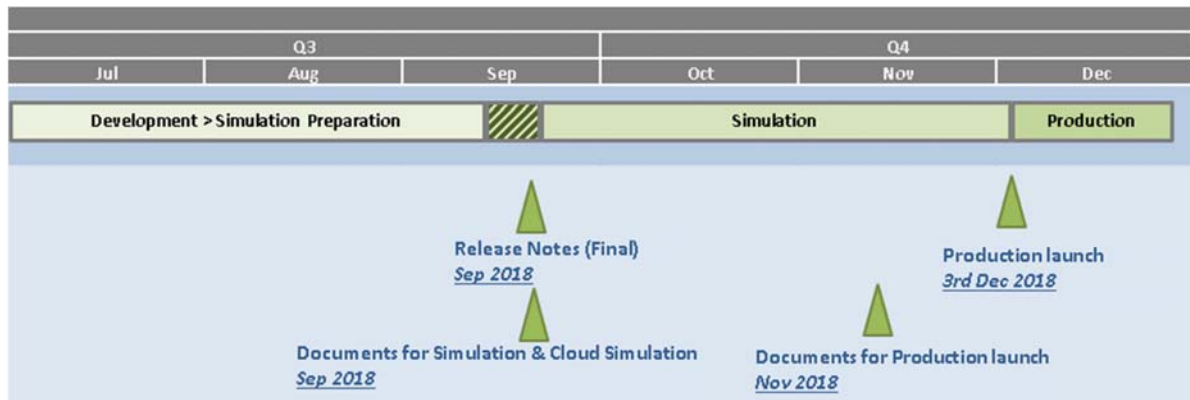 Q3 Q4
Jul Aug Sep Oct Nov Dec
Development > Simulation Preparation Simulation Production
Release Notes (Final)
Sep 2018
Production launch
3rd Dec 2018
Documents for Simulation & Cloud Simulation
Sep 2018
Documents for Production launch
Nov 2018